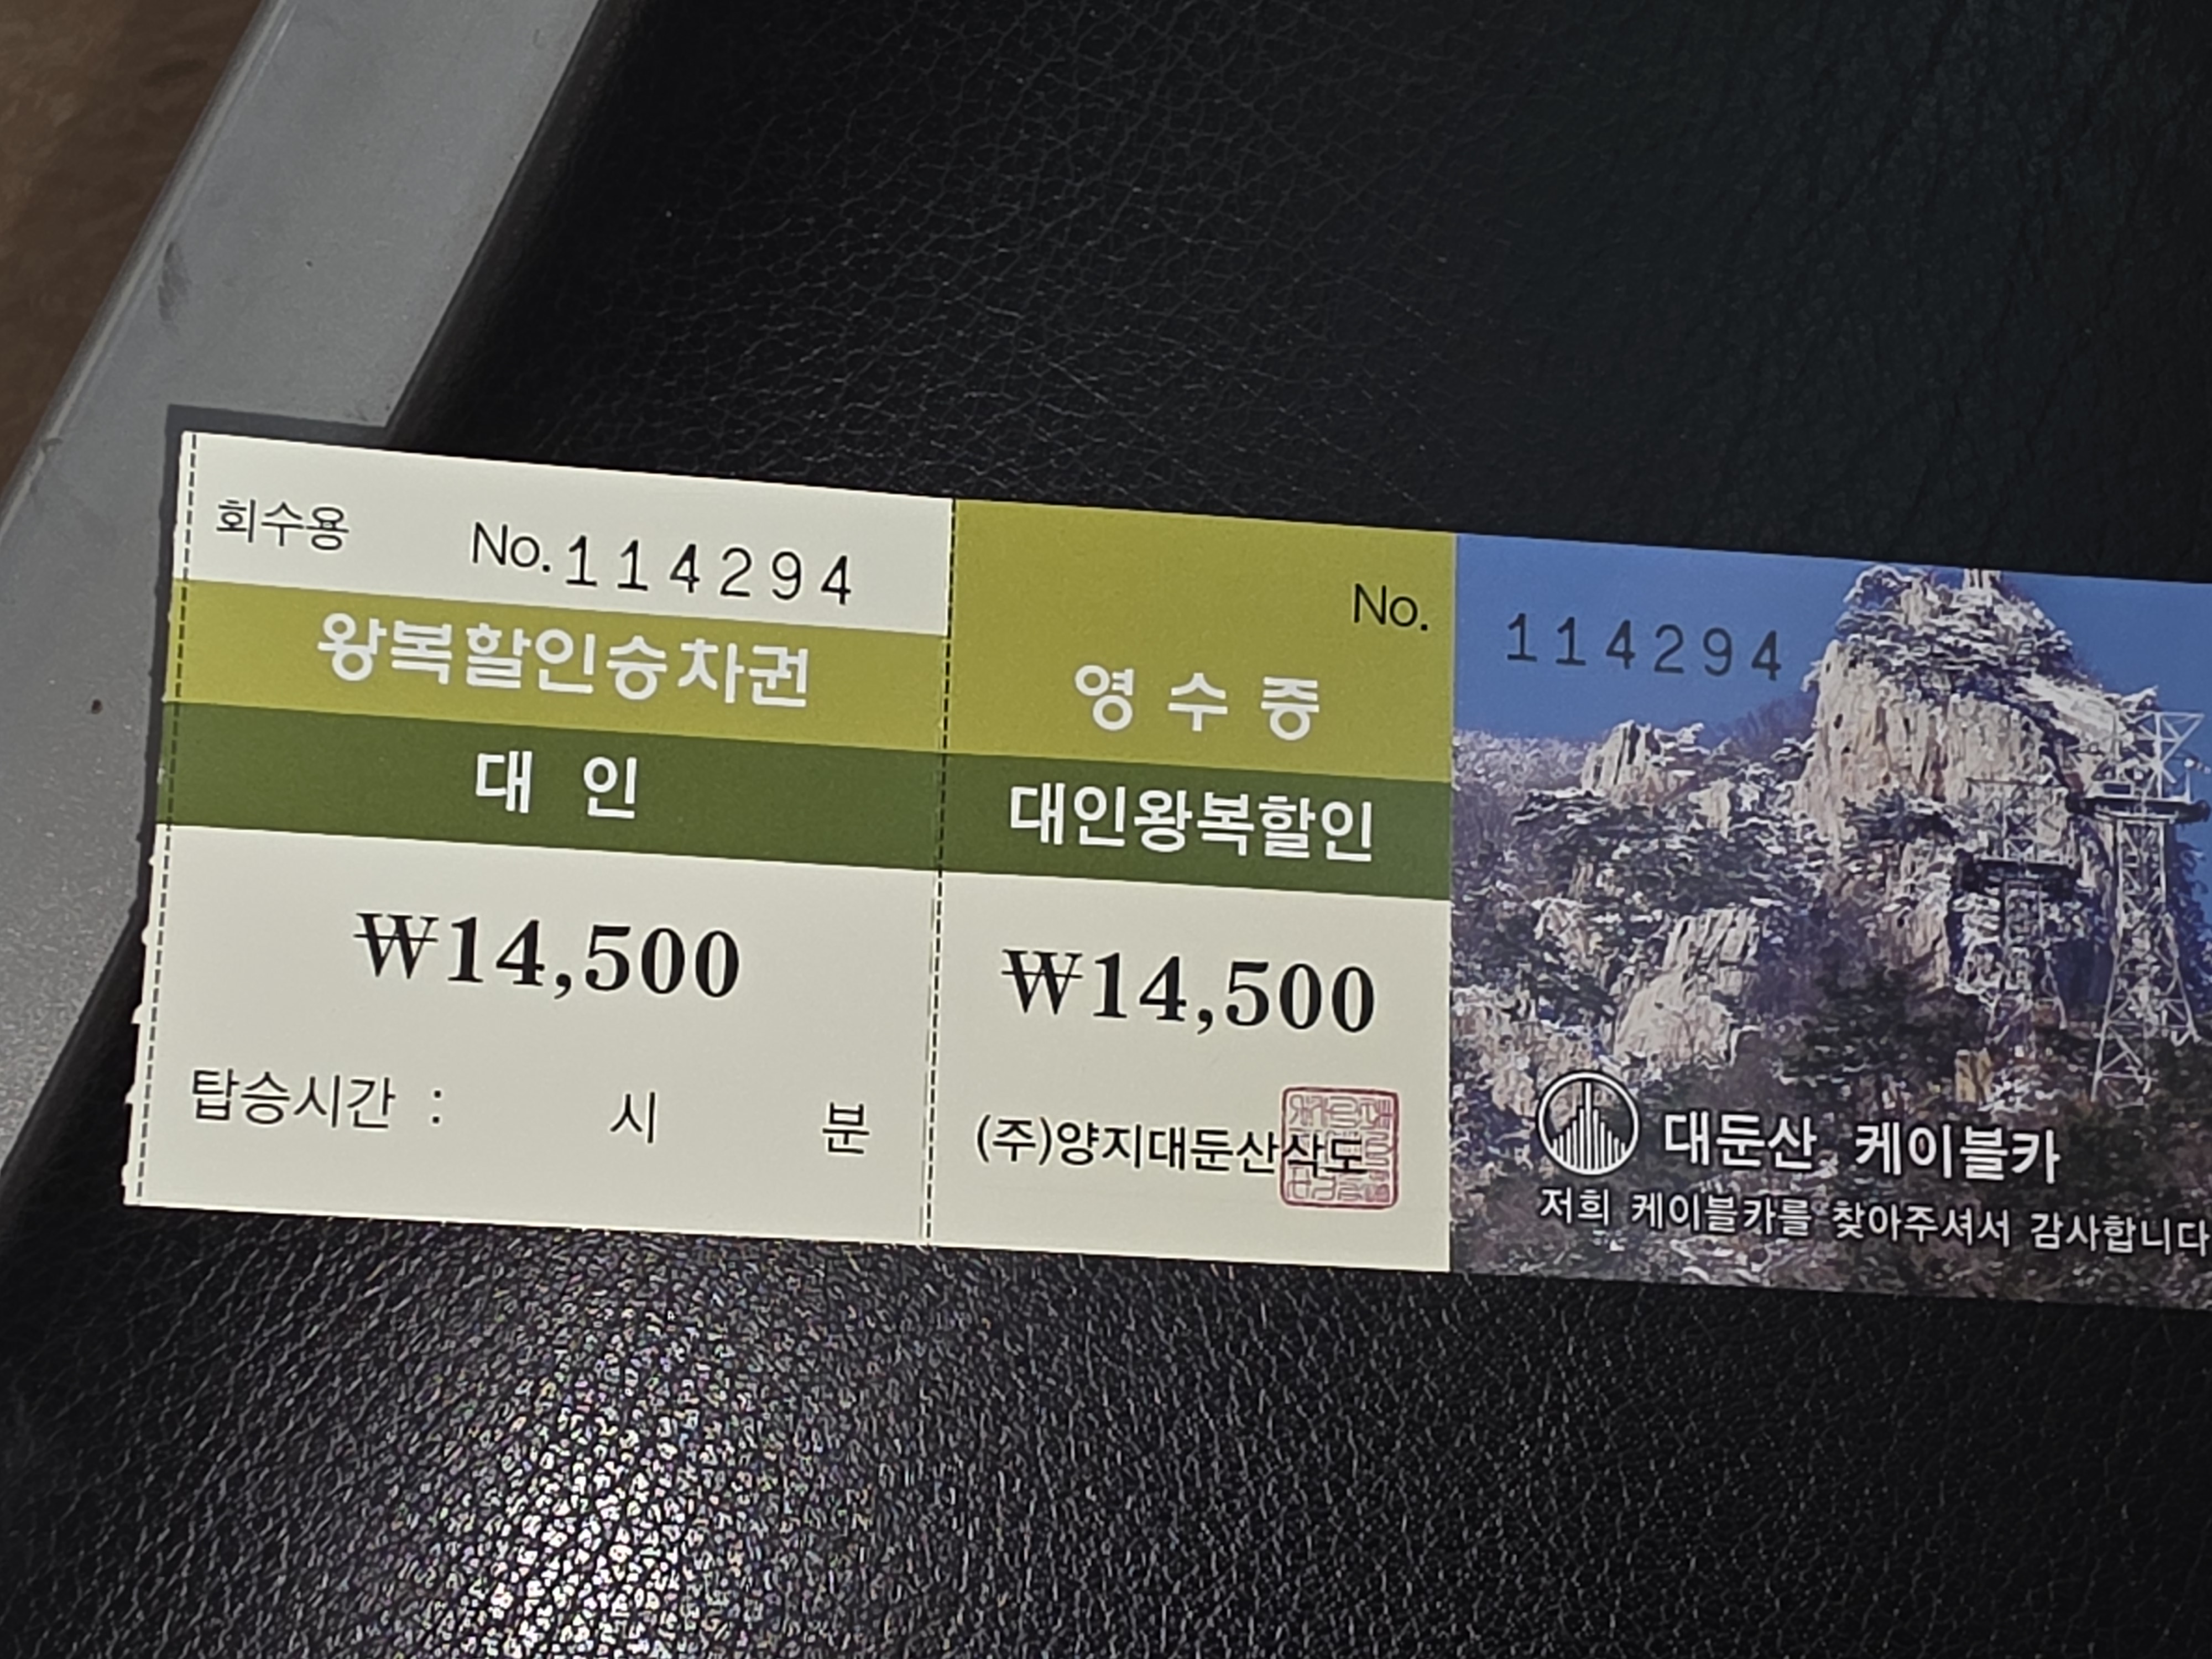 회수용 No. 114294
왕복할인승차권
대 인
₩14,500
탑승시간 : 시 분
No. 114294
영 수 증
대인왕복할인
₩14,500
(주)양지대둔산삭도
대둔산 케이블카
저희 케이블카를 찾아주셔서 감사합니다